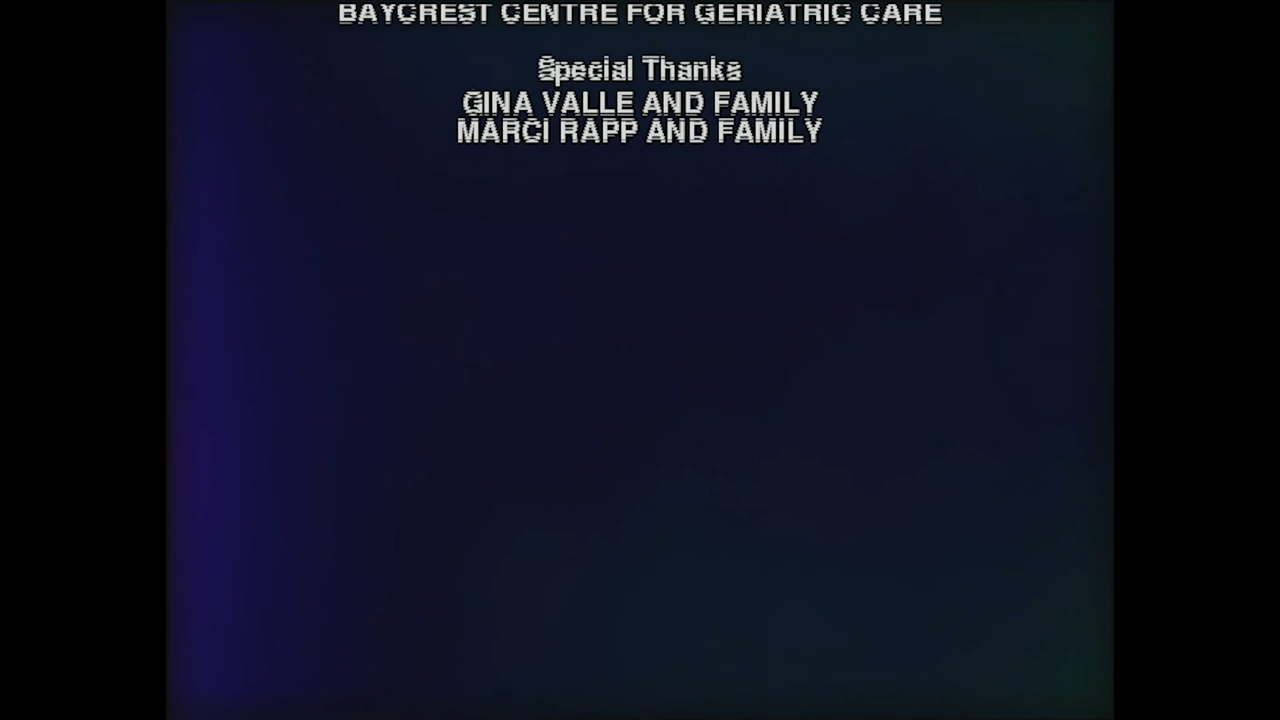 BAYCREST CENTRE FOR GERIATRIC CARE
Special Thanks
GINA VALLE AND FAMILY
MARCI RAPP AND FAMILY